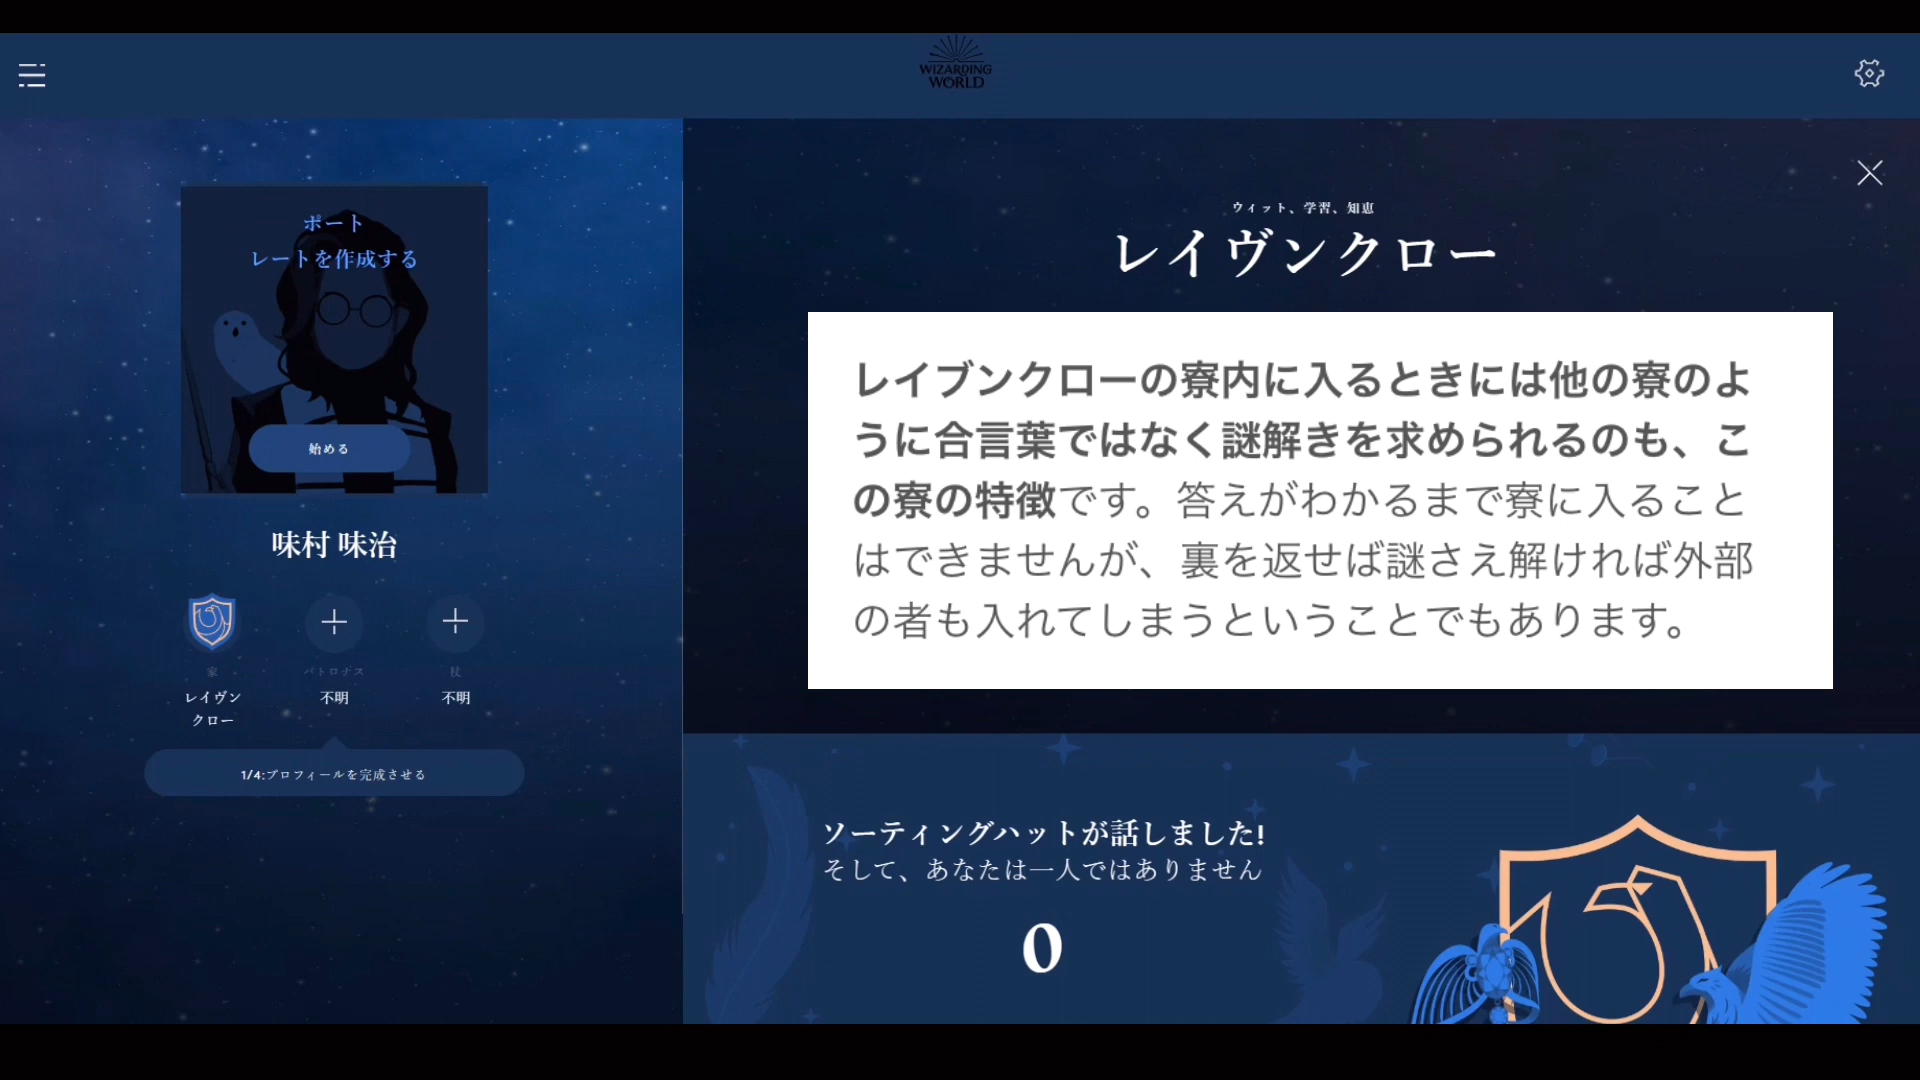 WIZARDING
WORLD
ポート
レートを作成する
始める
味村 味治
家
レイヴン
クロー
パトロナス
不明
杖
不明
1/4:プロフィールを完成させる
ウィット、学習、知恵
レイヴンクロー
レイブンクローの寮内に入るときには他の寮のよ
うに合言葉ではなく謎解きを求められるのも、こ
の寮の特徴です。答えがわかるまで寮に入ること
はできませんが、裏を返せば謎さえ解ければ外部
の者も入れてしまうということでもあります。
ソーティングハットが話しました!
そして、あなたは一人ではありません
0